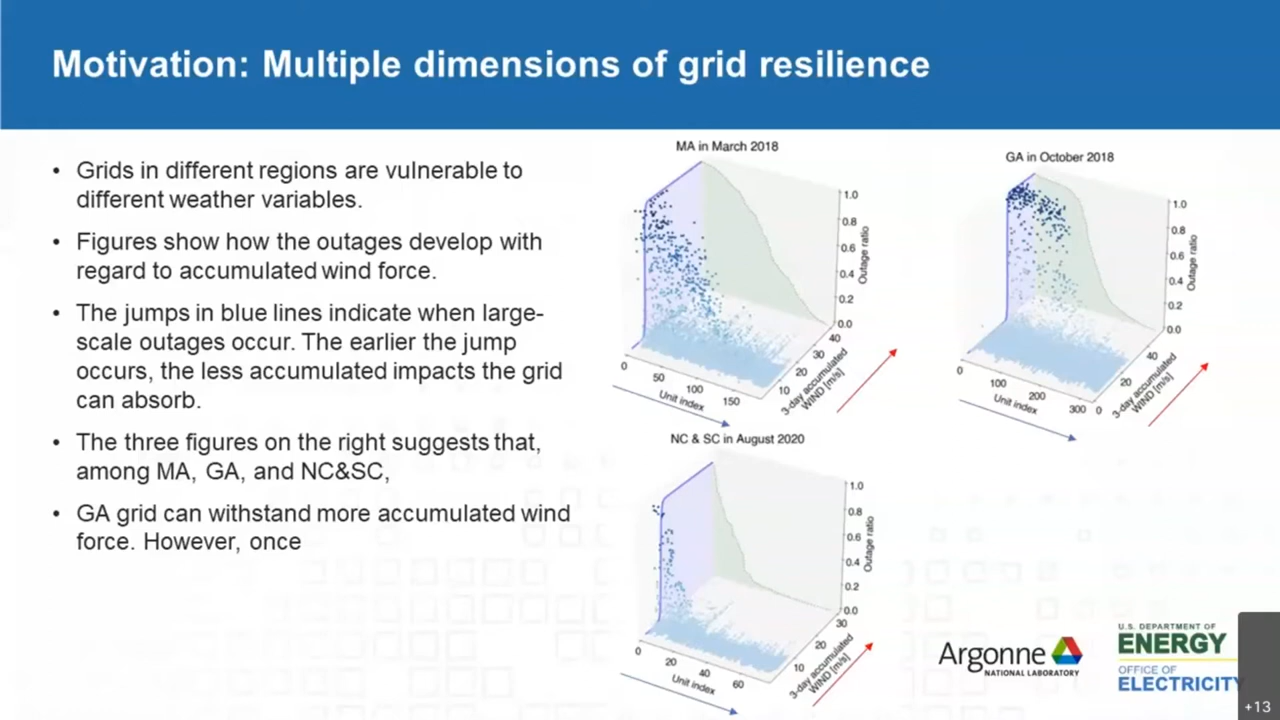 Motivation: Multiple dimensions of grid resilience
• Grids in different regions are vulnerable to
different weather variables.
• Figures show how the outages develop with
regard to accumulated wind force.
• The jumps in blue lines indicate when large-
scale outages occur. The earlier the jump
occurs, the less accumulated impacts the grid
can absorb.
• The three figures on the right suggests that,
among MA, GA, and NC&SC,
• GA grid can withstand more accumulated wind
force. However, once
MA in March 2018
1.0
0.8
0.6
0.4
0.2
0.0
Outage ratio
40
30
20
10
3-day accumulated
WIND [m/s]
0
50
100
150
Unit index
GA in October 2018
1.0
0.8
0.6
0.4
0.2
0.0
Outage ratio
40
20
0
3-day accumulated
WIND [m/s]
0
100
200
300
Unit index
NC & SC in August 2020
1.0
0.8
0.6
0.4
0.2
0.0
Outage ratio
30
20
10
3-day accumulated
WIND [m/s]
0
20
40
60
Unit index
Argonne
NATIONAL LABORATORY
U.S. DEPARTMENT OF
ENERGY
OFFICE OF
ELECTRICITY
+13